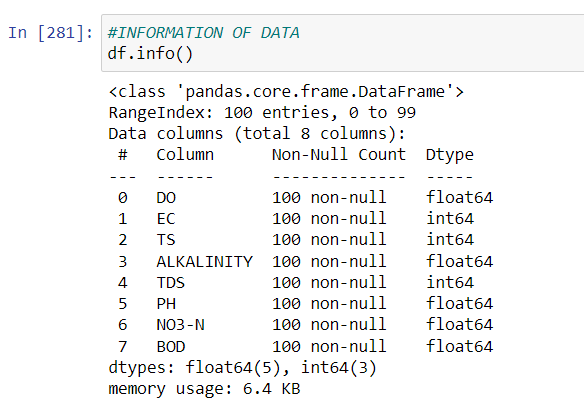 In [281]: #INFORMATION OF DATA
df.info()
<class 'pandas.core.frame.DataFrame'>
RangeIndex: 100 entries, 0 to 99
Data columns (total 8 columns):
 #   Column      Non-Null Count  Dtype
---  ------      --------------  -----
 0   DO          100 non-null    float64
 1   EC          100 non-null    int64
 2   TS          100 non-null    int64
 3   ALKALINITY  100 non-null    float64
 4   TDS         100 non-null    int64
 5   PH          100 non-null    float64
 6   NO3-N       100 non-null    float64
 7   BOD         100 non-null    float64
dtypes: float64(5), int64(3)
memory usage: 6.4 KB